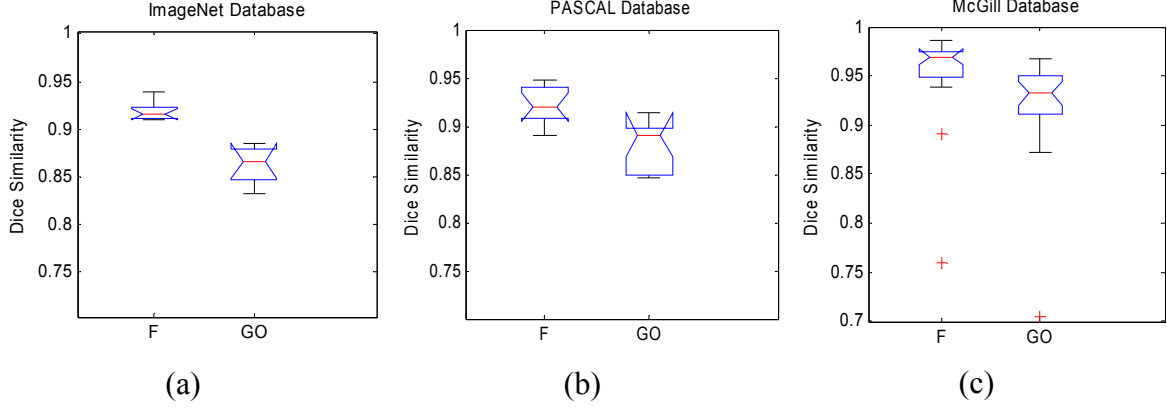 ImageNet Database
Dice Similarity
1
0.95
0.9
0.85
0.8
0.75
F GO
(a)
PASCAL Database
Dice Similarity
1
0.95
0.9
0.85
0.8
0.75
F GO
(b)
McGill Database
Dice Similarity
1
0.95
0.9
0.85
0.8
0.75
0.7
F GO
(c)